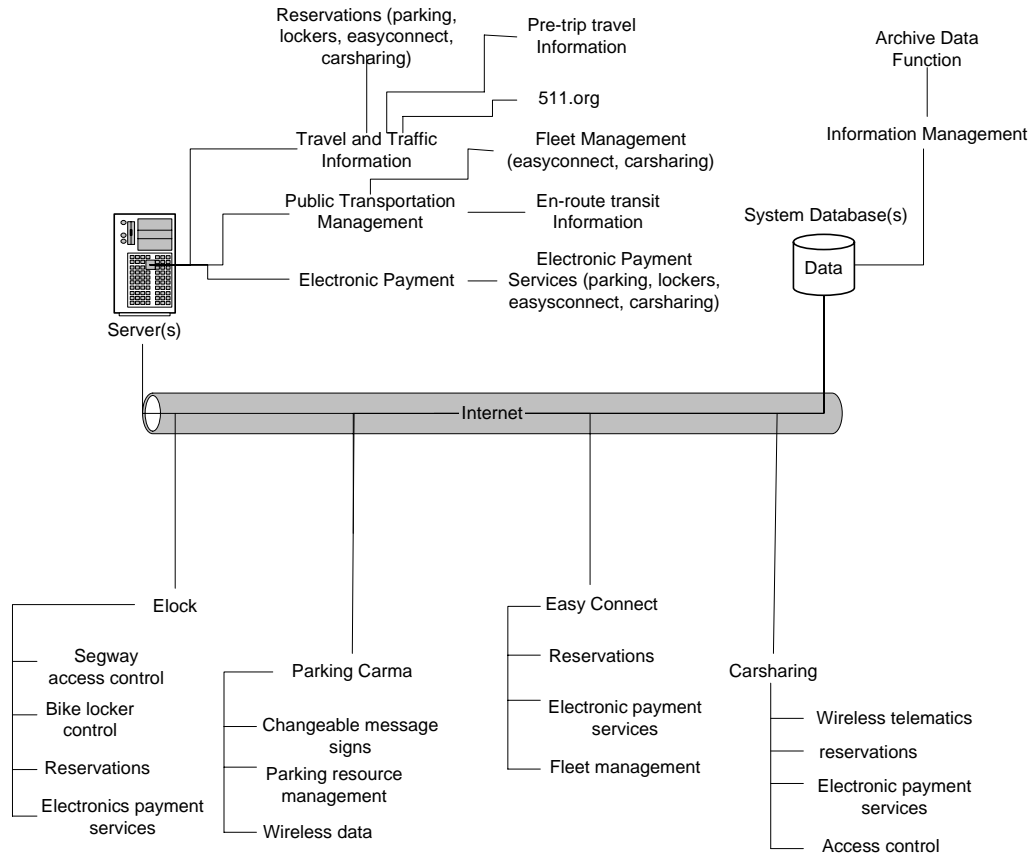 Reservations (parking,
lockers, easyconnect,
carsharing)
Pre-trip travel
Information
Archive Data
Function
511.org
Travel and Traffic
Information
Fleet Management
(easyconnect, carsharing)
Information Management
Public Transportation
Management
En-route transit
Information
System Database(s)
Data
Electronic Payment
Electronic Payment
Services (parking, lockers,
easysconnect, carsharing)
Server(s)
Internet
Elock
Segway
access control
Bike locker
control
Reservations
Electronics payment
services
Parking Carma
Changeable message
signs
Parking resource
management
Wireless data
Easy Connect
Reservations
Electronic payment
services
Fleet management
Carsharing
Wireless telematics
reservations
Electronic payment
services
Access control